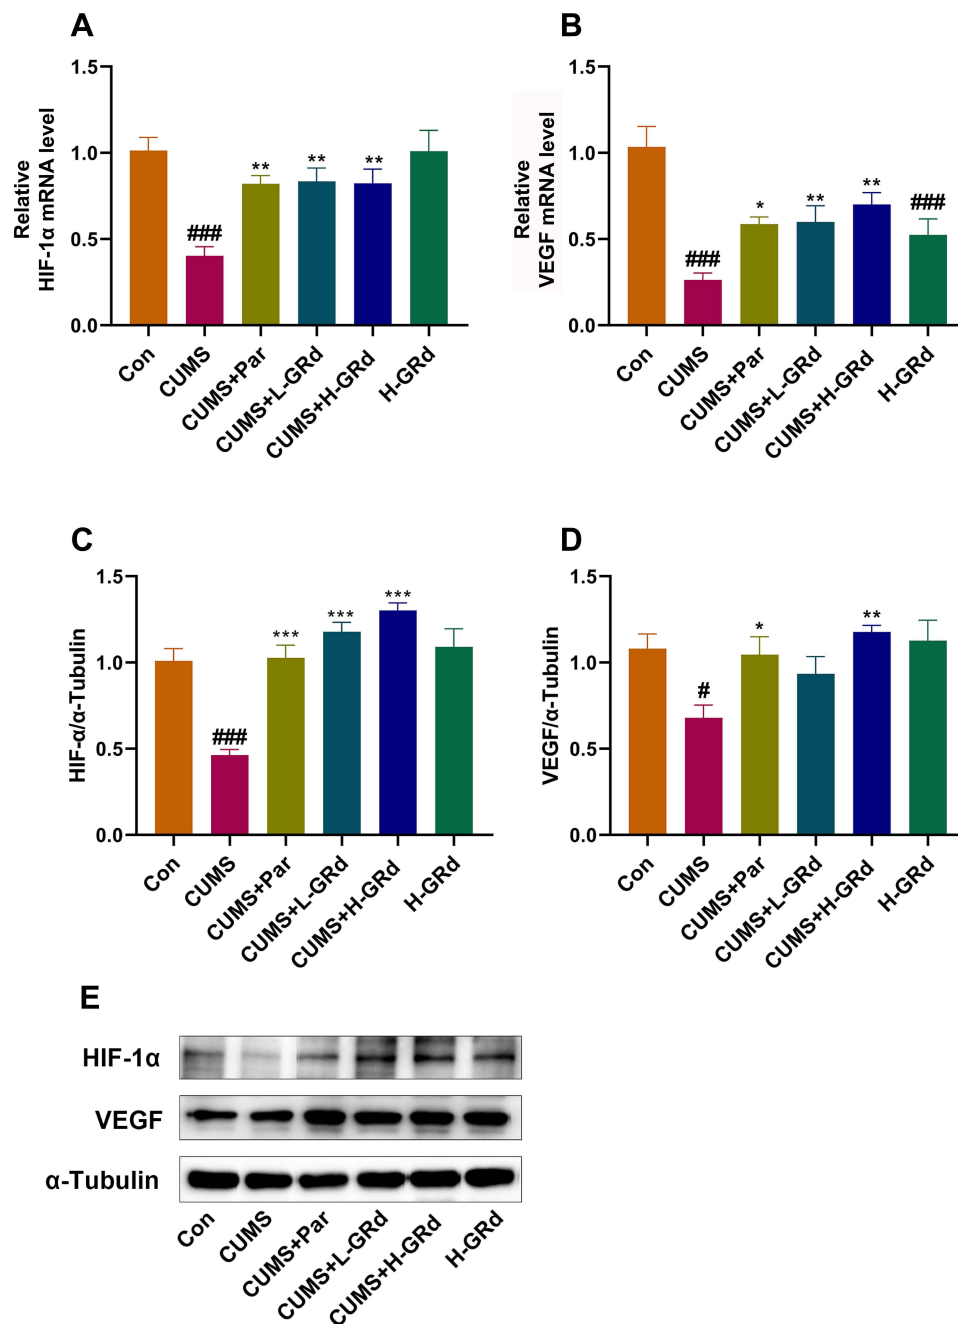 A
Relative
HIF-1α mRNA level
1.5
1.0
0.5
0.0
###
**
**
**
Con
CUMS
CUMS+Par
CUMS+L-GRd
CUMS+H-GRd
H-GRd
B
Relative
VEGF mRNA level
1.5
1.0
0.5
0.0
###
*
**
**
###
Con
CUMS
CUMS+Par
CUMS+L-GRd
CUMS+H-GRd
H-GRd
C
HIF-α/α-Tubulin
1.5
1.0
0.5
0.0
###
***
***
***
Con
CUMS
CUMS+Par
CUMS+L-GRd
CUMS+H-GRd
H-GRd
D
VEGF/α-Tubulin
1.5
1.0
0.5
0.0
#
*
**
Con
CUMS
CUMS+Par
CUMS+L-GRd
CUMS+H-GRd
H-GRd
E
HIF-1α
VEGF
α-Tubulin
Con
CUMS
CUMS+Par
CUMS+L-GRd
CUMS+H-GRd
H-GRd